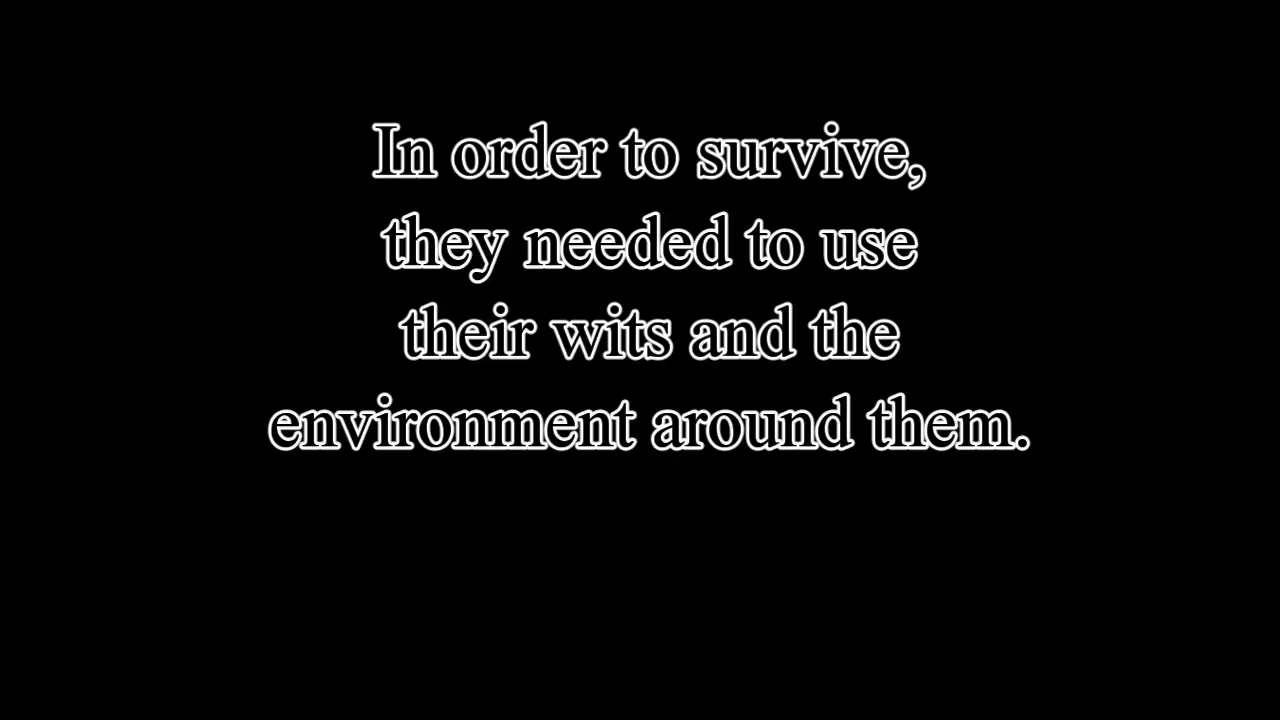 In order to survive,
they needed to use
their wits and the
environment around them.